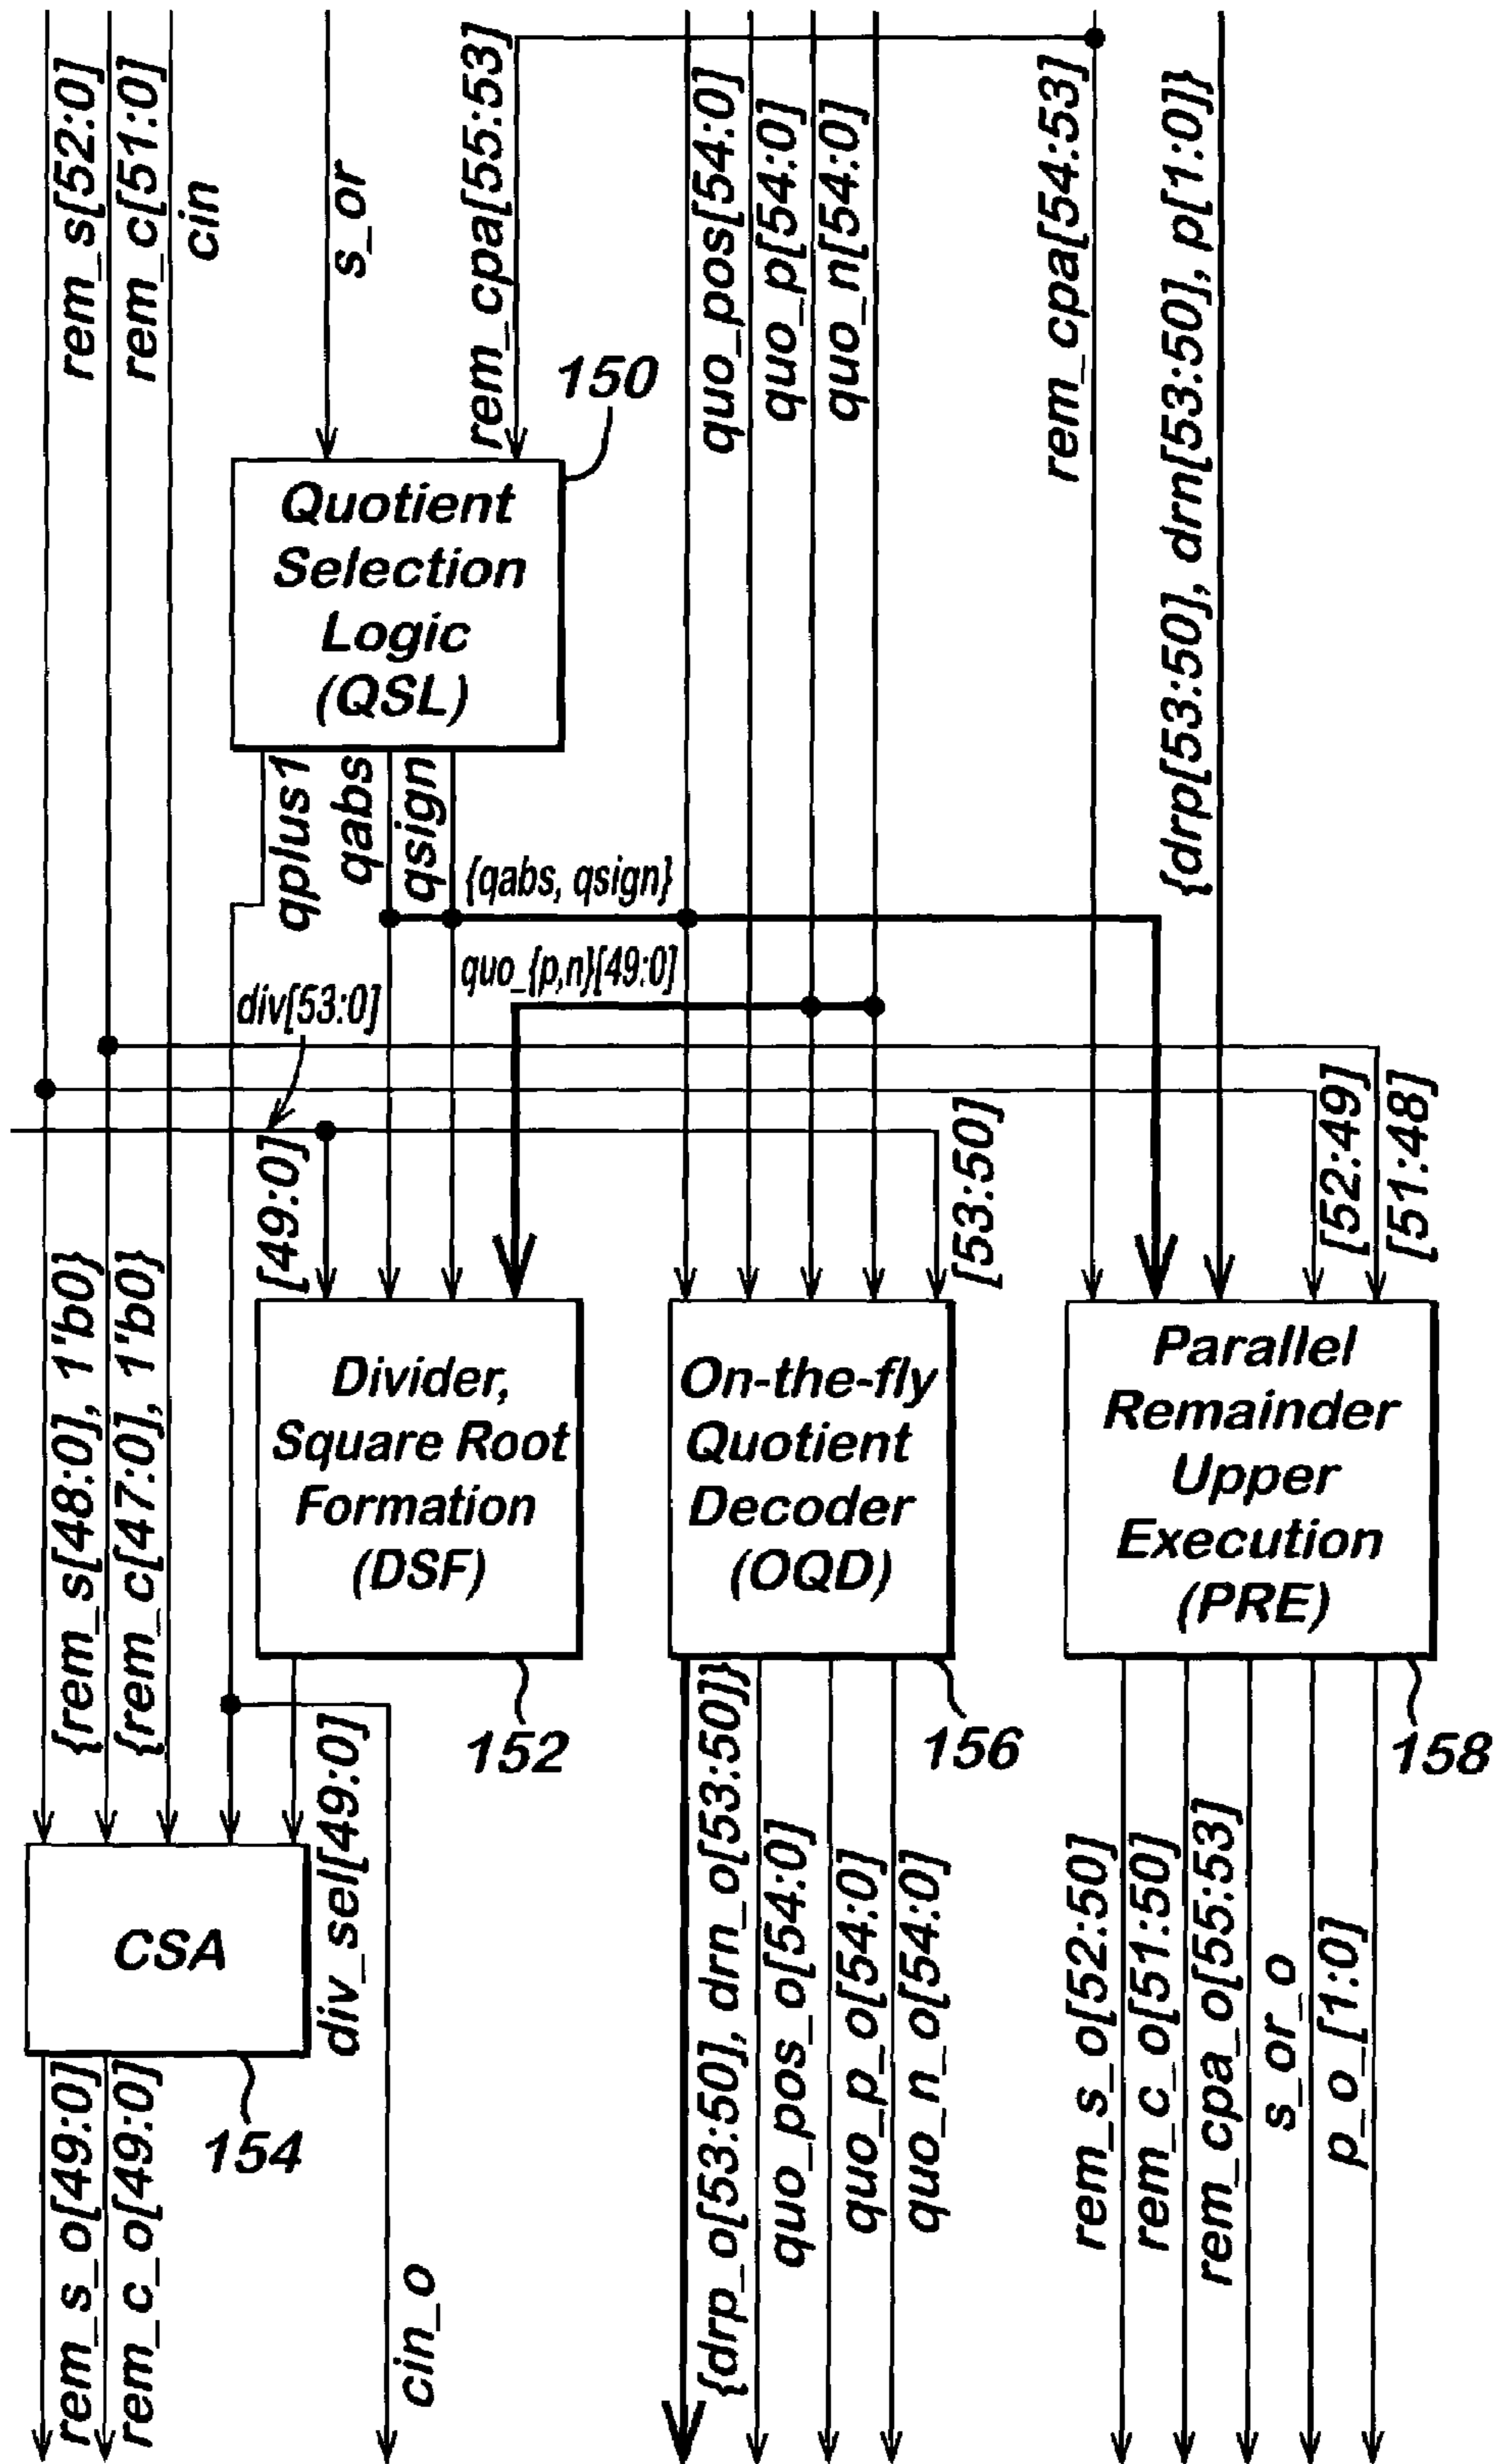 rem_s[52:0]
rem_c[51:0]
cin
s_or
rem_cpa[55:53]
quo_pos[54:0]
quo_p[54:0]
quo_n[54:0]
rem_cpa[54:53]
{drp[53:50], drn[53:50], p[1:0]}
150
Quotient
Selection
Logic
(QSL)
qplus1
qabs
qsign
{qabs, qsign}
quo_{p,n}[49:0]
div[53:0]
[49:0]
[53:50]
[52:49]
[51:48]
{rem_s[48:0], 1'b0}
{rem_c[47:0], 1'b0}
Divider,
Square Root
Formation
(DSF)
On-the-fly
Quotient
Decoder
(OQD)
Parallel
Remainder
Upper
Execution
(PRE)
152
156
158
CSA
div_sel[49:0]
154
rem_s_o[49:0]
rem_c_o[49:0]
cin_o
{drp_o[53:50], drn_o[53:50]}
quo_pos_o[54:0]
quo_p_o[54:0]
quo_n_o[54:0]
rem_s_o[52:50]
rem_c_o[51:50]
rem_cpa_o[55:53]
s_or_o
p_o_[1:0]